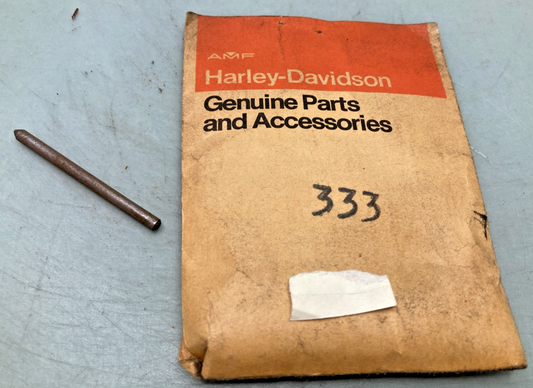 AMF
Harley-Davidson
Genuine Parts
and Accessories
333